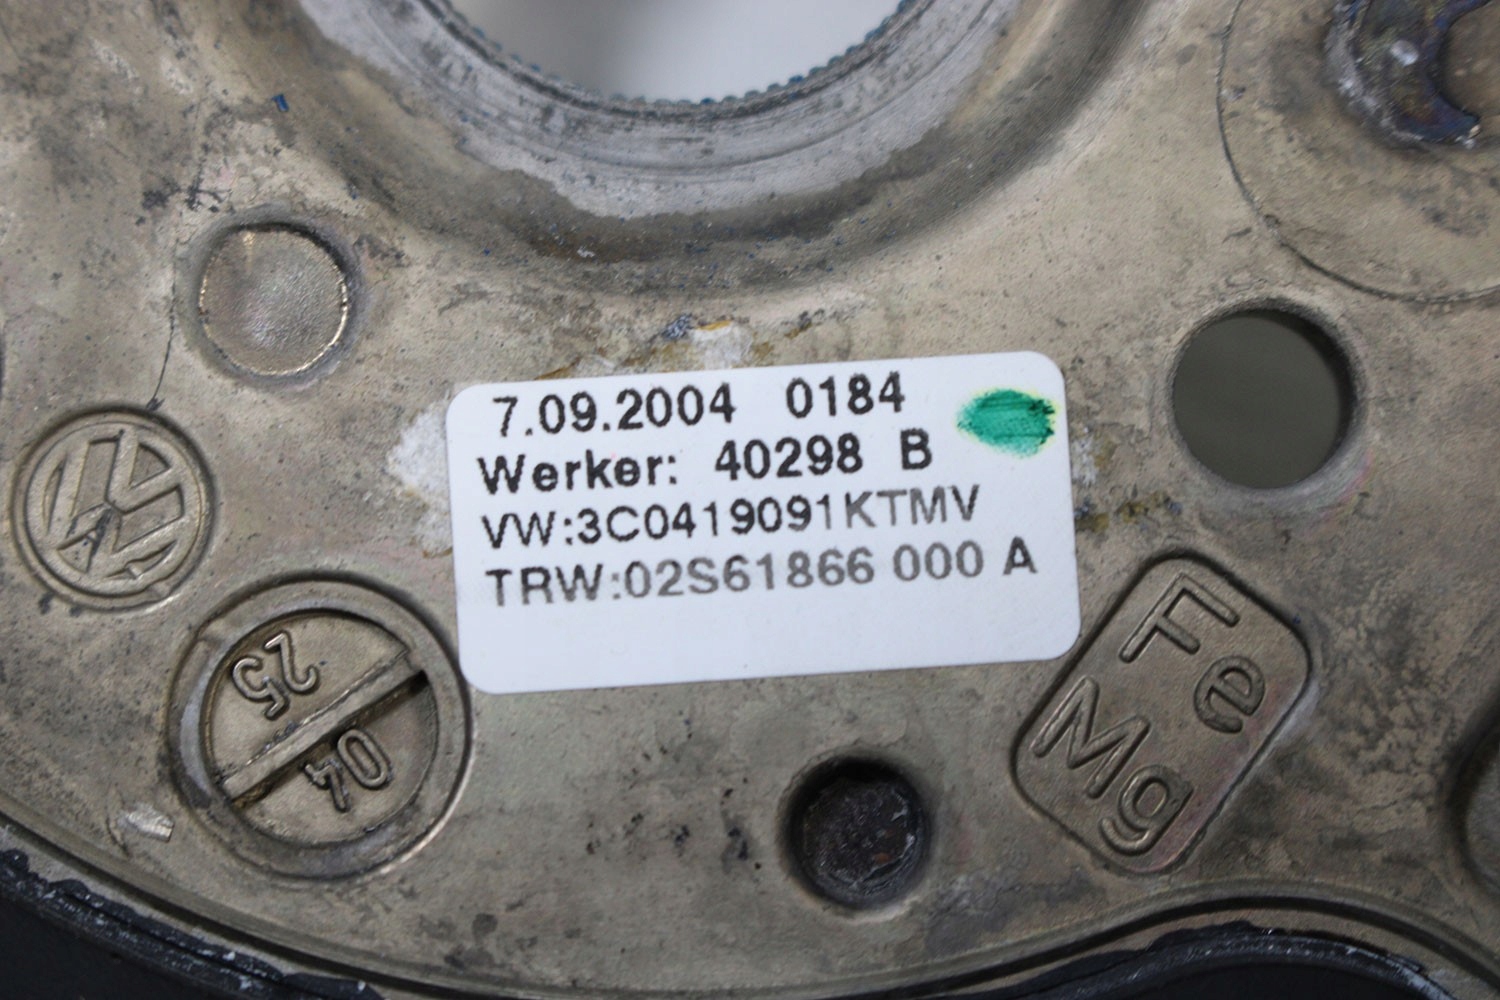 7.09.2004 0184
Werker: 40298 B
VW:3C0419091KTMV
TRW:02S61866 000 A
25
04
Fe
Mg